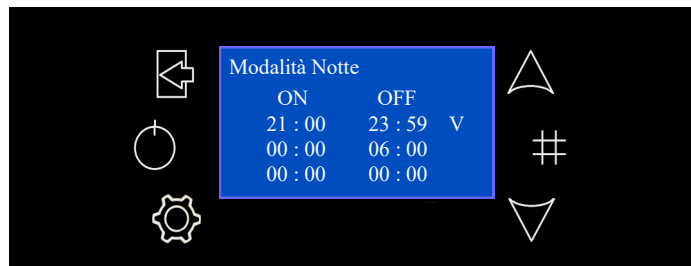 Modalità Notte
ON OFF
21 : 00 23 : 59 V
00 : 00 06 : 00
00 : 00 00 : 00